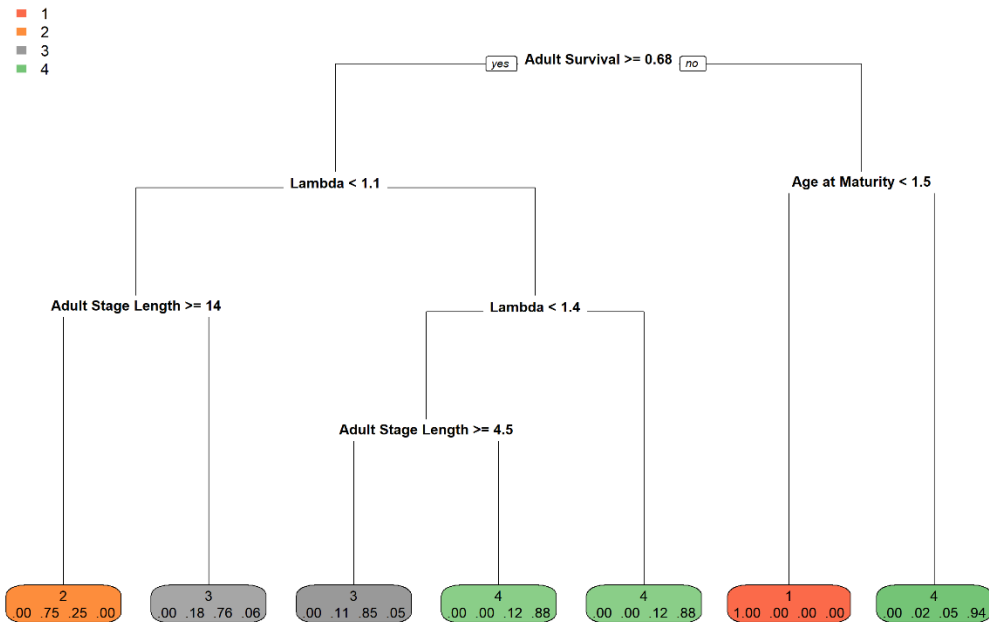 1
2
3
4
yes Adult Survival >= 0.68 no
Lambda < 1.1
Age at Maturity < 1.5
Adult Stage Length >= 14
Lambda < 1.4
Adult Stage Length >= 4.5
2
.00 .75 .25 .00
3
.00 .18 .76 .06
3
.00 .11 .85 .05
4
.00 .00 .12 .88
4
.00 .00 .12 .88
1
1.00 .00 .00 .00
4
.00 .02 .05 .94